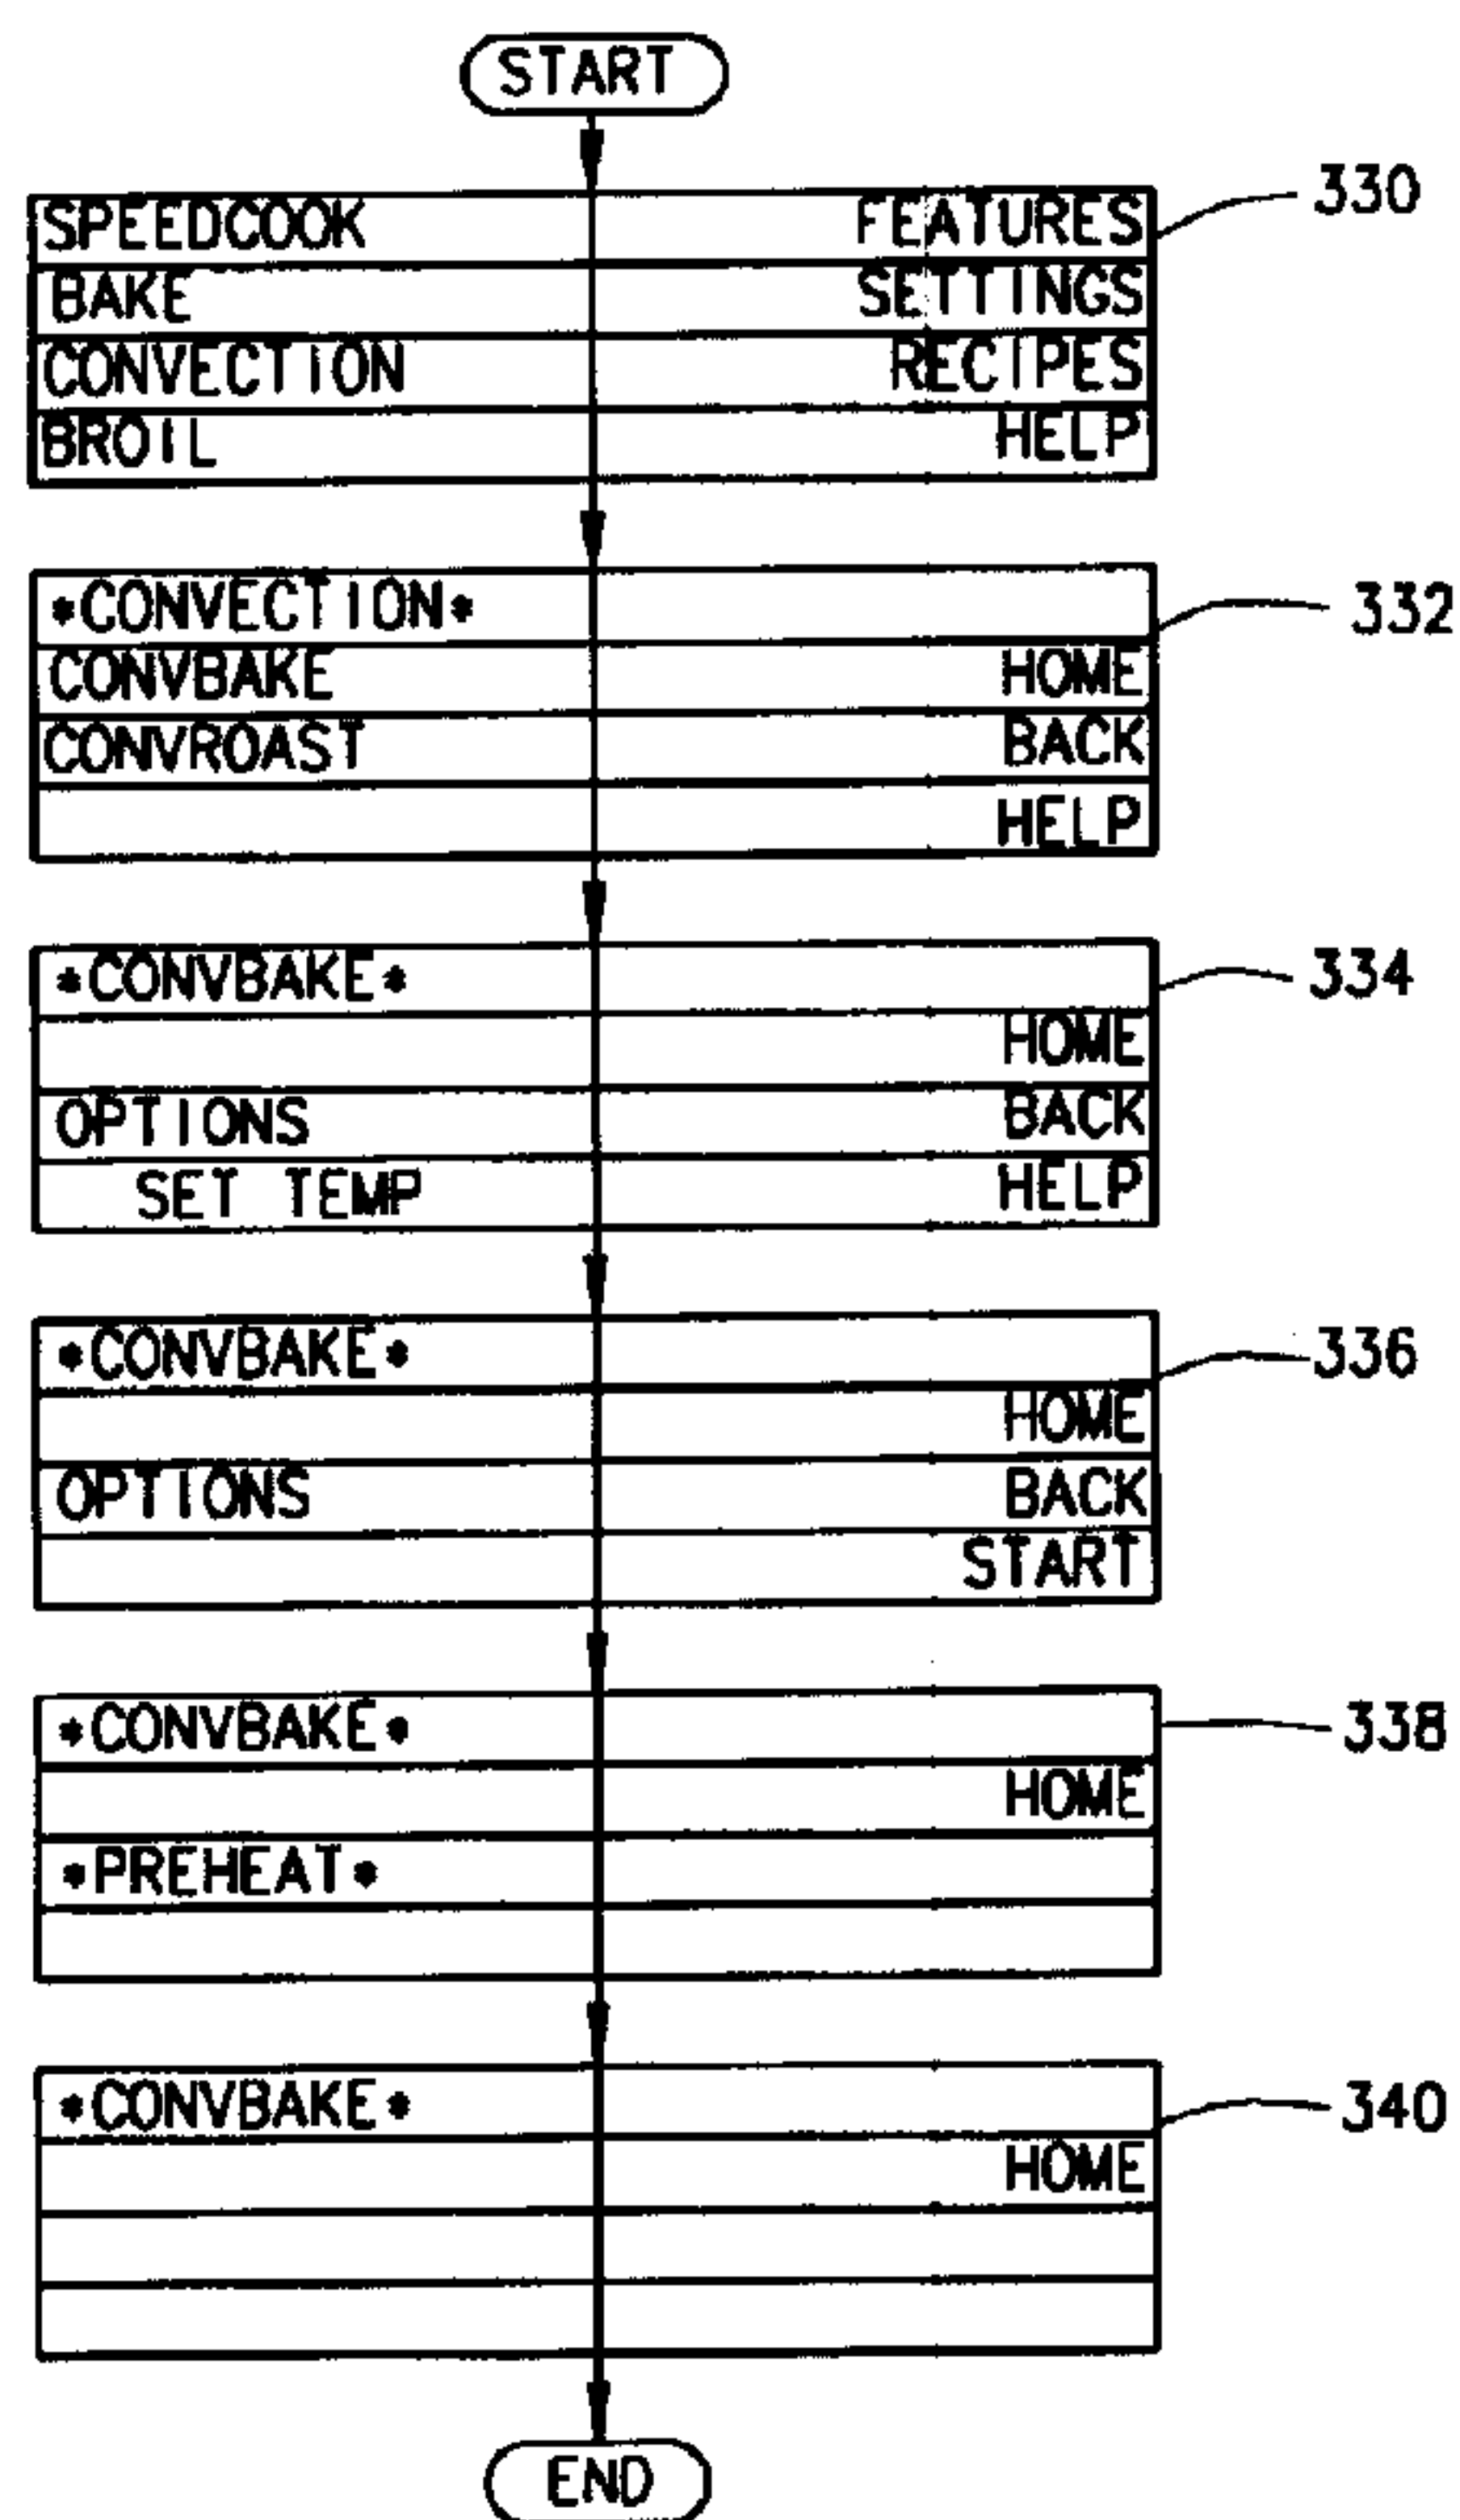 START
SPEEDCOOK FEATURES 330
BAKE SETTINGS
CONVECTION RECIPES
BROIL HELP
*CONVECTION* 332
CONVBAKE HOME
CONVROAST BACK
HELP
*CONVBAKE* 334
HOME
OPTIONS BACK
SET TEMP HELP
*CONVBAKE* 336
HOME
OPTIONS BACK
START
*CONVBAKE* 338
HOME
*PREHEAT*
*CONVBAKE* 340
HOME
END